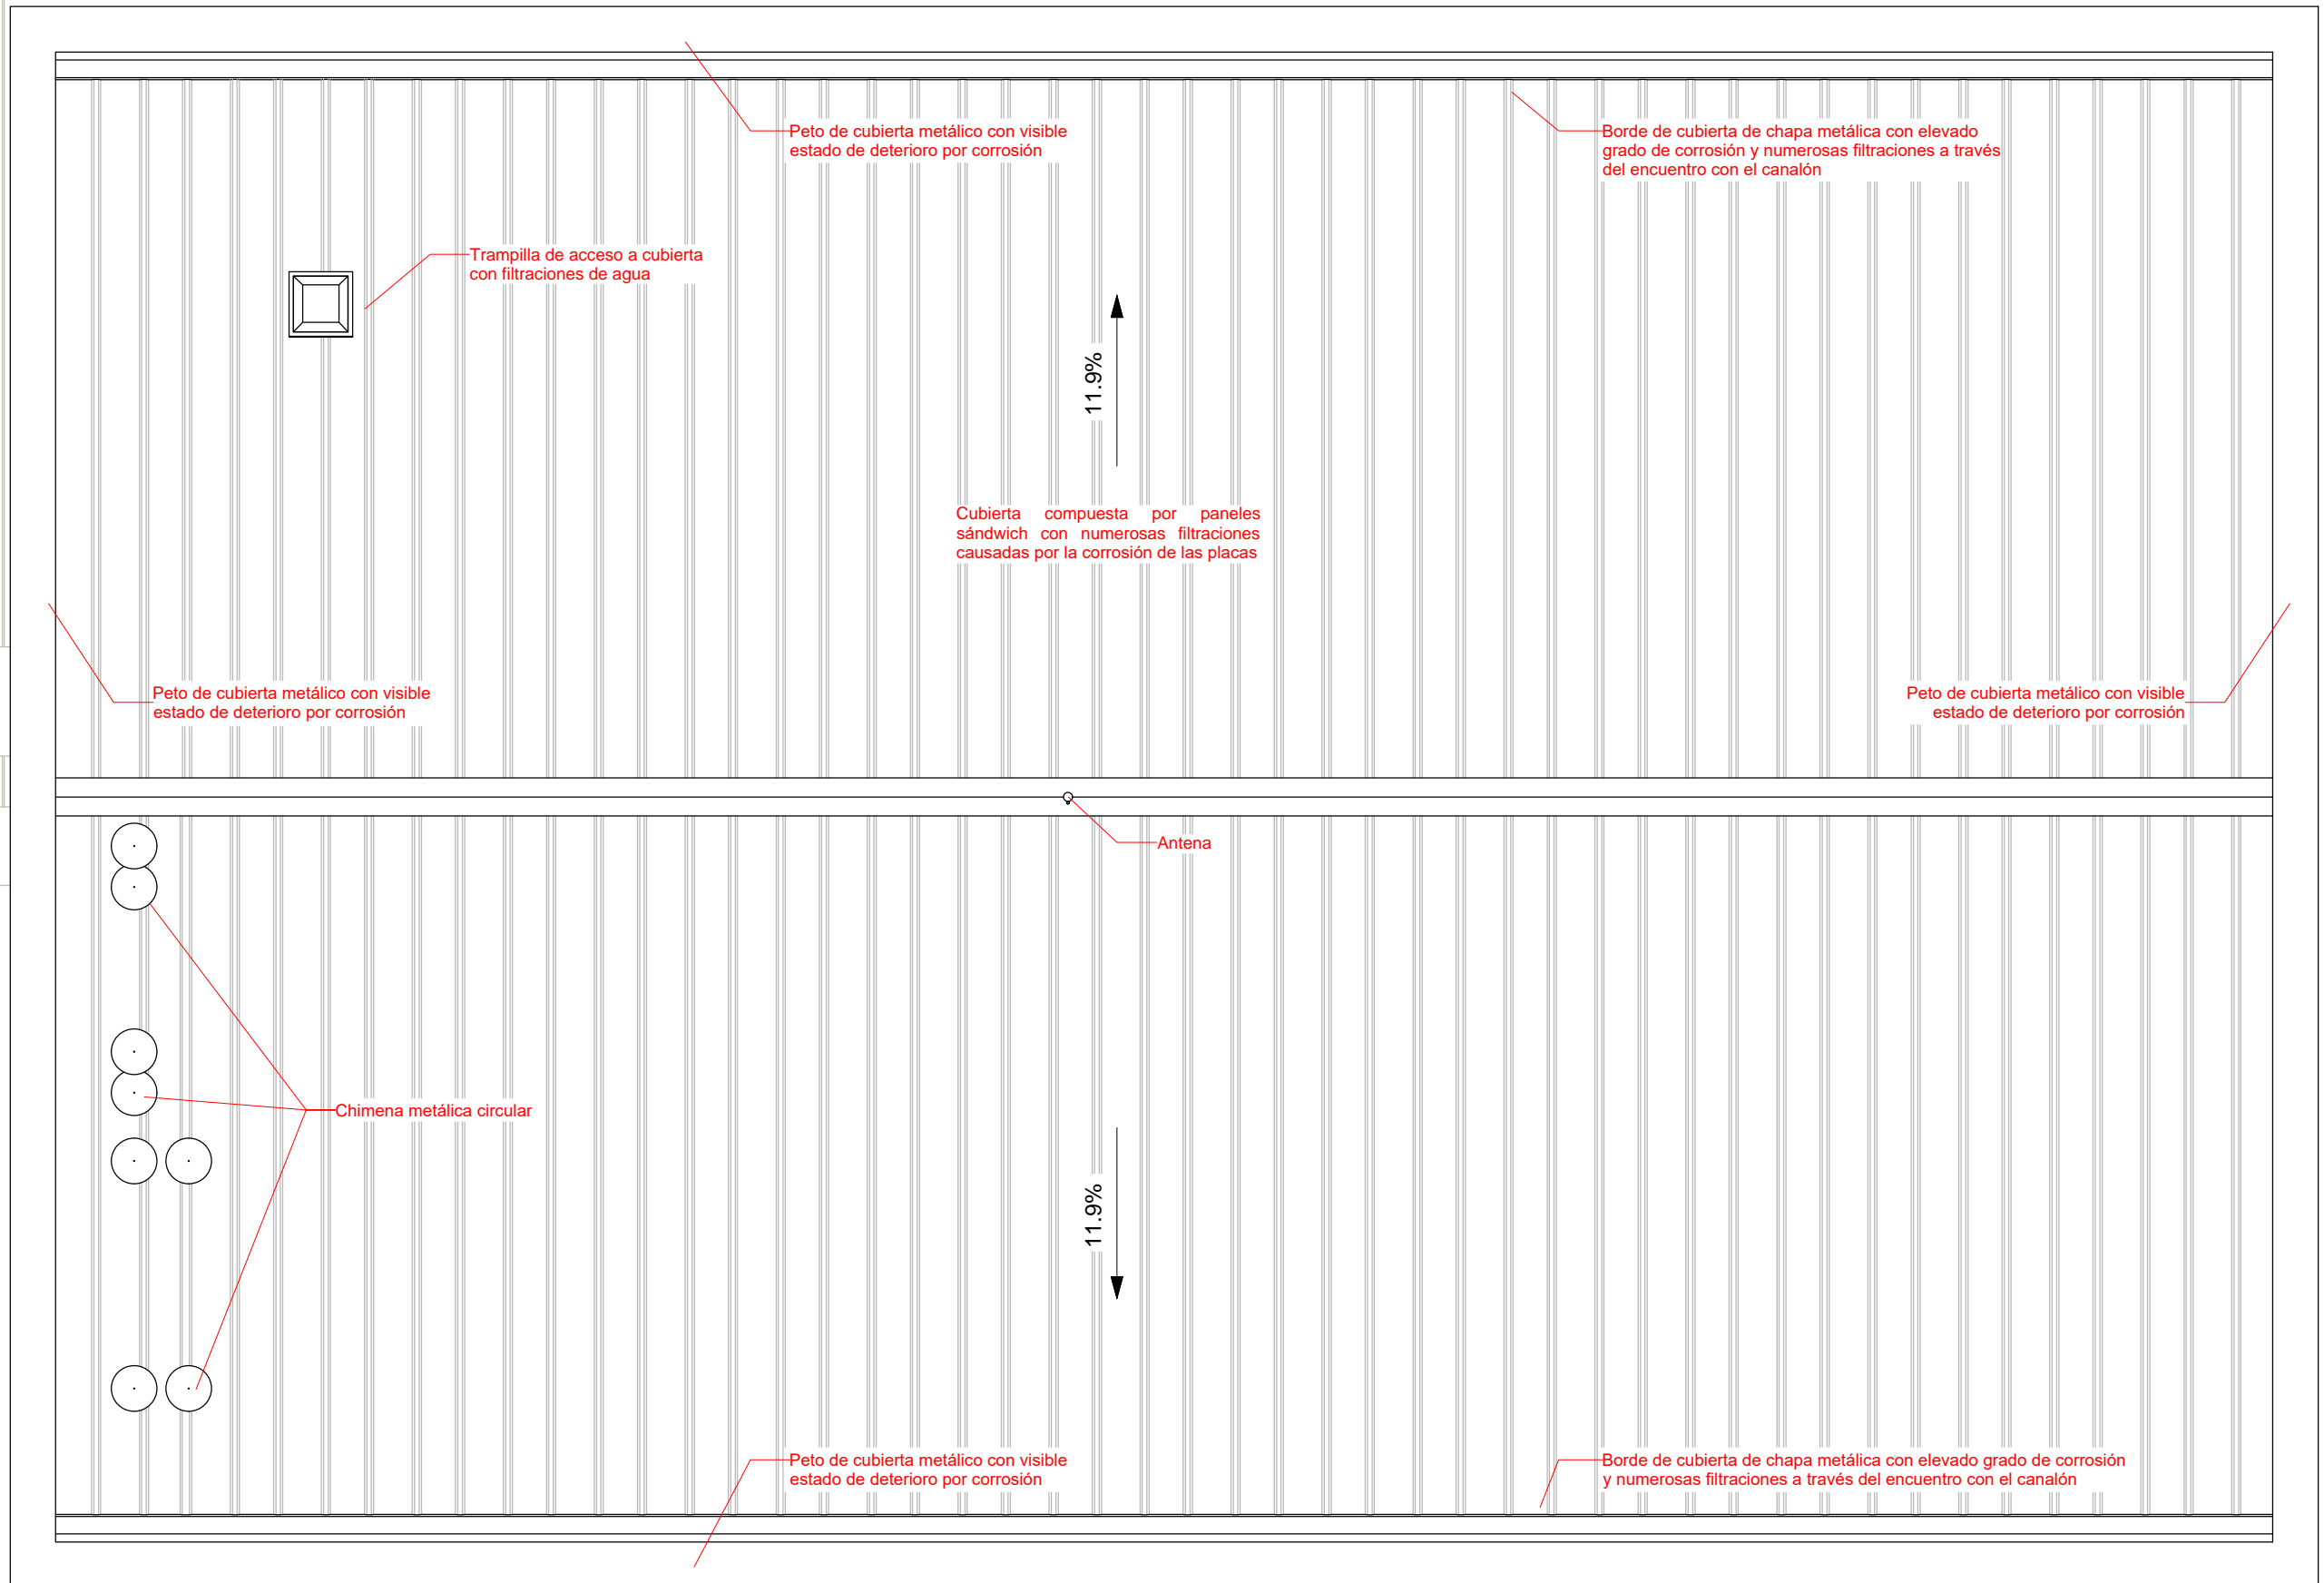 Peto de cubierta metálico con visible
estado de deterioro por corrosión
Borde de cubierta de chapa metálica con elevado
grado de corrosión y numerosas filtraciones a través
del encuentro con el canalón
Trampilla de acceso a cubierta
con filtraciones de agua
11.9%
Cubierta compuesta por paneles
sándwich con numerosas filtraciones
causadas por la corrosión de las placas
Peto de cubierta metálico con visible
estado de deterioro por corrosión
Peto de cubierta metálico con visible
estado de deterioro por corrosión
Antena
Chimena metálica circular
11.9%
Peto de cubierta metálico con visible
estado de deterioro por corrosión
Borde de cubierta de chapa metálica con elevado grado de corrosión
y numerosas filtraciones a través del encuentro con el canalón